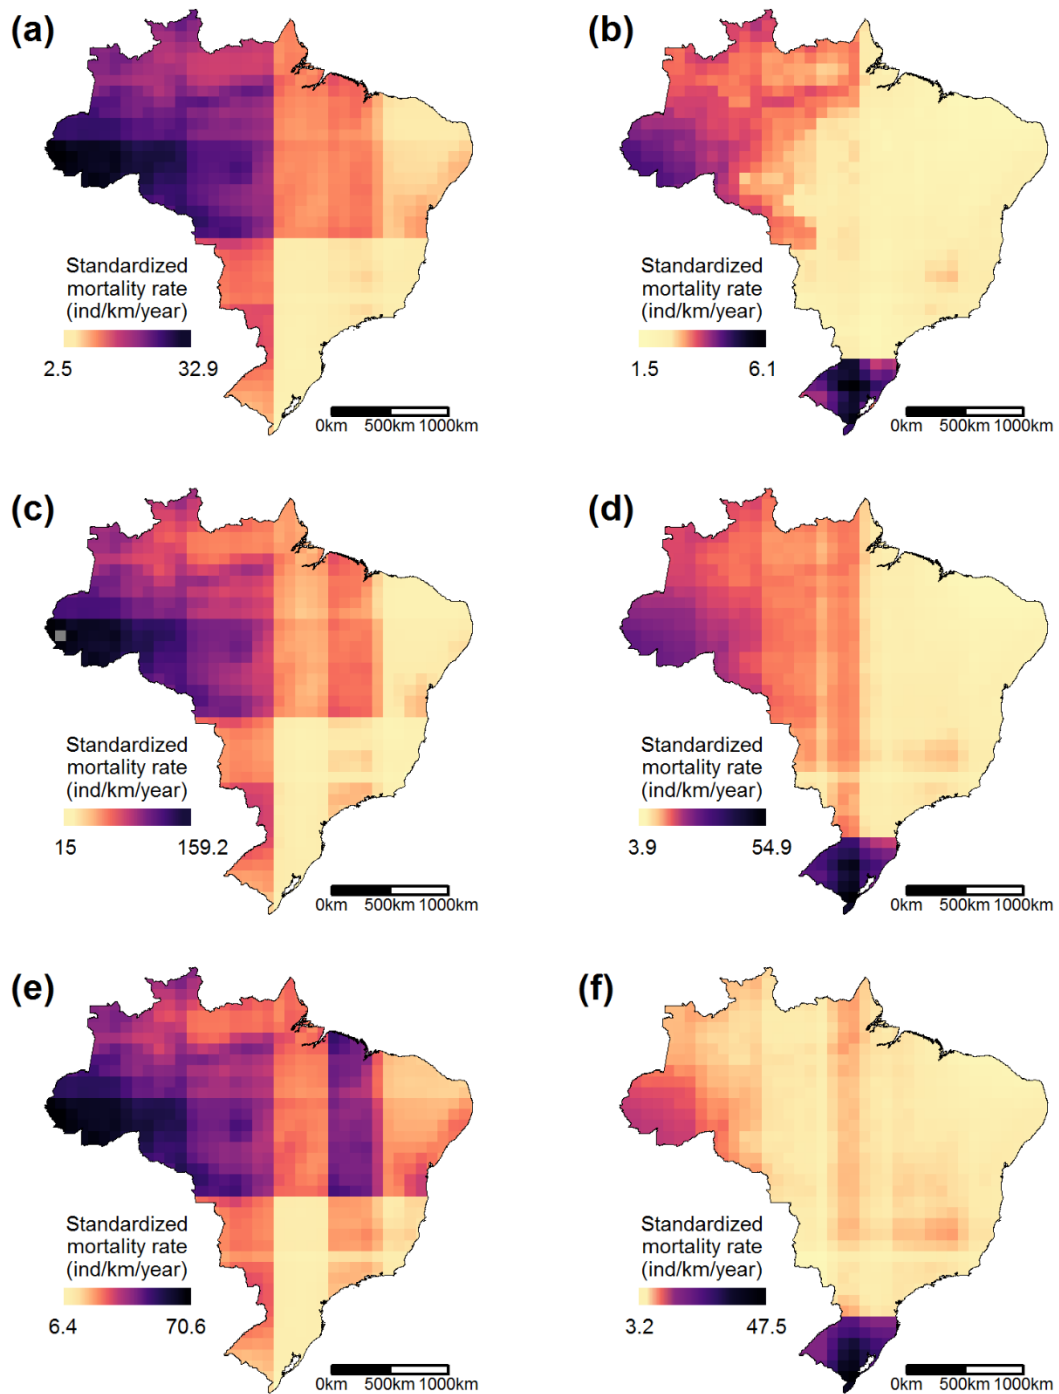 (a)
Standardized
mortality rate
(ind/km/year)
2.5 32.9
0km 500km 1000km
(b)
Standardized
mortality rate
(ind/km/year)
1.5 6.1
0km 500km 1000km
(c)
Standardized
mortality rate
(ind/km/year)
15 159.2
0km 500km 1000km
(d)
Standardized
mortality rate
(ind/km/year)
3.9 54.9
0km 500km 1000km
(e)
Standardized
mortality rate
(ind/km/year)
6.4 70.6
0km 500km 1000km
(f)
Standardized
mortality rate
(ind/km/year)
3.2 47.5
0km 500km 1000km